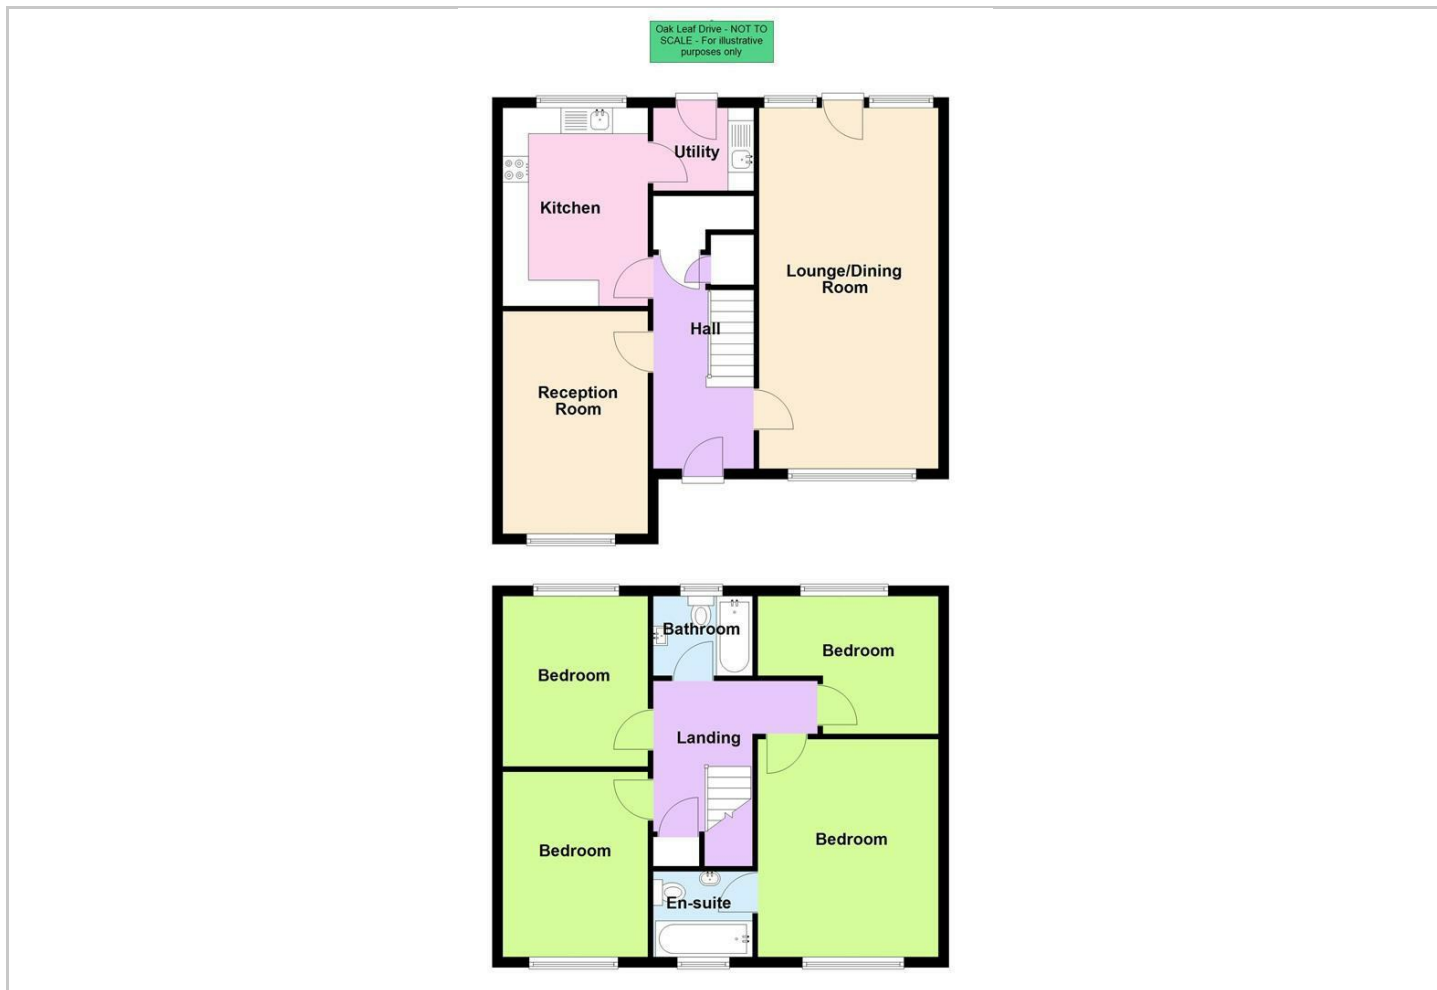 Oak Leaf Drive - NOT TO
SCALE - For illustrative
purposes only
Utility
Kitchen
Lounge/Dining
Room
Hall
Reception
Room
Bathroom
Bedroom
Bedroom
Landing
Bedroom
Bedroom
En-suite